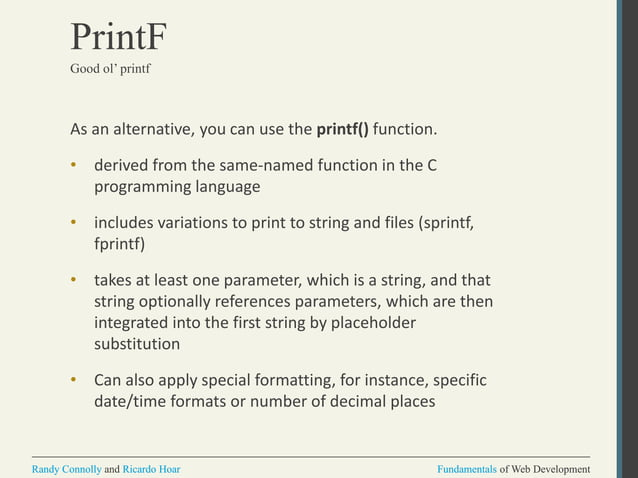 PrintF
Good ol’ printf
As an alternative, you can use the printf() function.
• derived from the same-named function in the C
programming language
• includes variations to print to string and files (sprintf,
fprintf)
• takes at least one parameter, which is a string, and that
string optionally references parameters, which are then
integrated into the first string by placeholder
substitution
• Can also apply special formatting, for instance, specific
date/time formats or number of decimal places
Randy Connolly and Ricardo Hoar
Fundamentals of Web Development